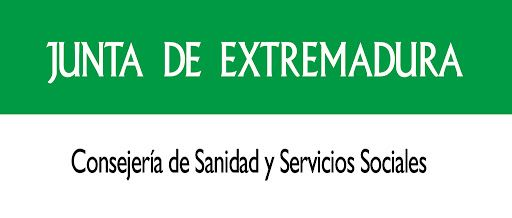 JUNTA DE EXTREMADURA
Consejería de Sanidad y Servicios Sociales